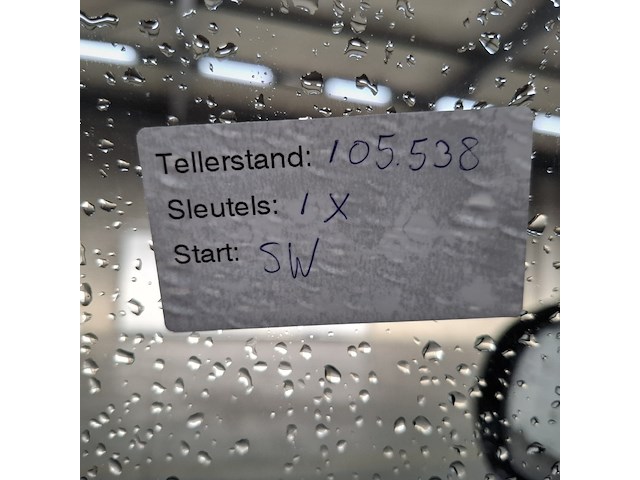 Tellerstand: 105.538
Sleutels: 1 X
Start: SW